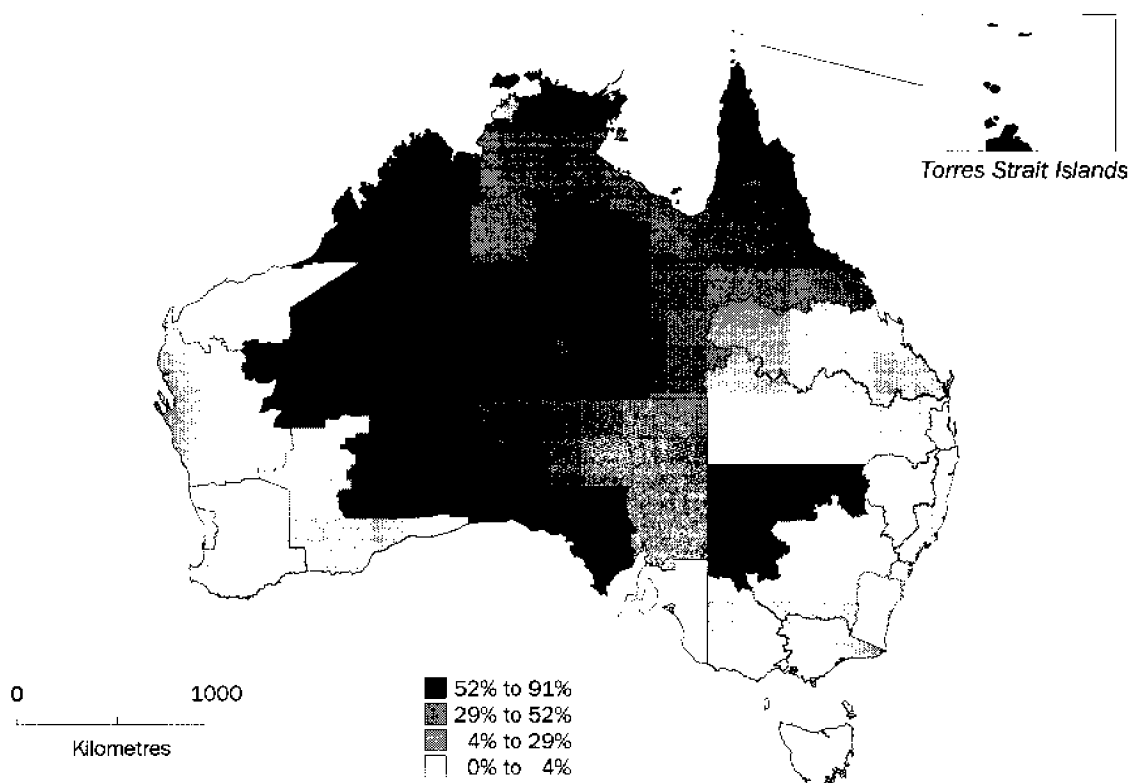 Torres Strait Islands
0 1000
Kilometres
52% to 91%
29% to 52%
4% to 29%
0% to 4%